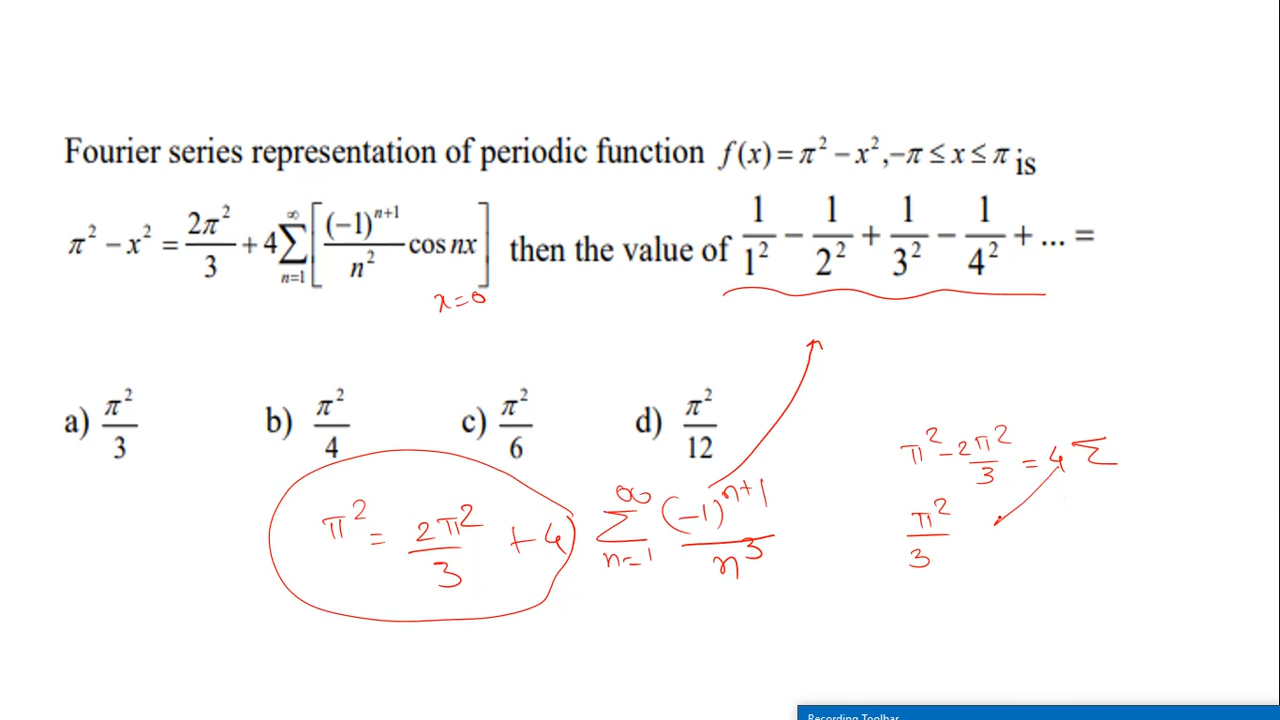 Fourier series representation of periodic function f(x) = π² − x², −π ≤ x ≤ π is
π² − x² = 2π²/3 + 4 ∑_{n=1}^{∞} [ (−1)^{n+1}/n² cos nx ] then the value of 1/1² − 1/2² + 1/3² − 1/4² + ... =
x=0
a) π²/3 b) π²/4 c) π²/6 d) π²/12
π² − 2π²/3 = 4 ∑
π² = 2π²/3 + 4) ∑_{n=1}^{∞} (−1)^{n+1}/n³
π²/3
Recording Toolbar